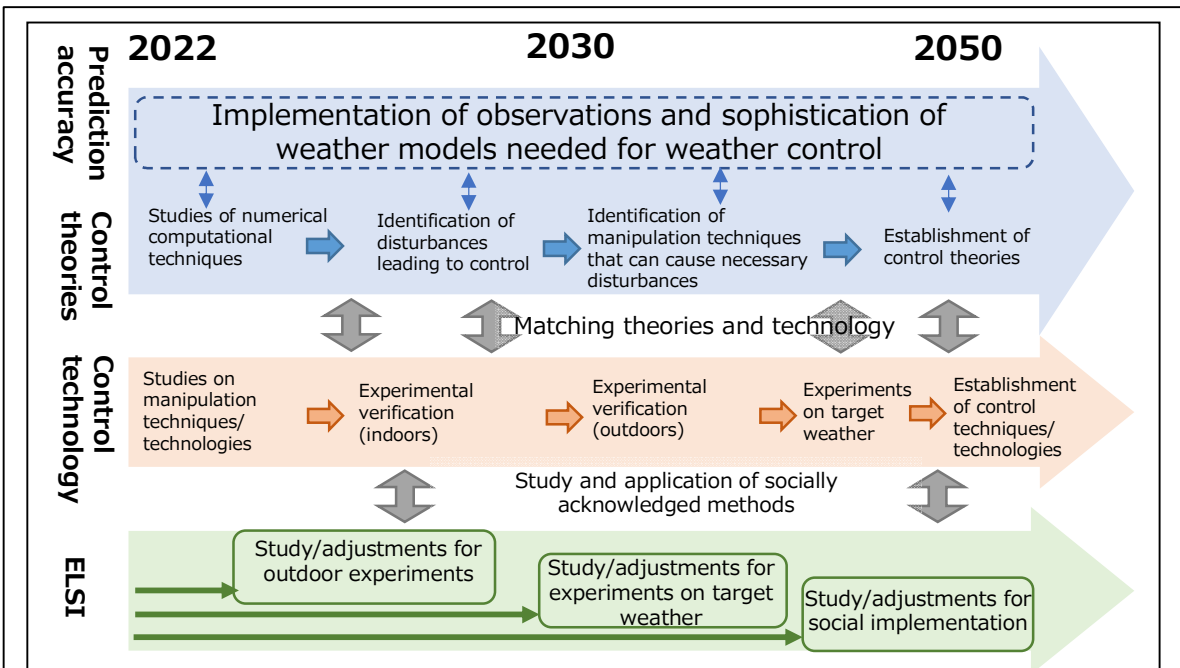 2022
2030
2050
Prediction
accuracy
Implementation of observations and sophistication of
weather models needed for weather control
Control
theories
Studies of numerical
computational
techniques
Identification of
disturbances
leading to control
Identification of
manipulation techniques
that can cause necessary
disturbances
Establishment of
control theories
Matching theories and technology
Control
technology
Studies on
manipulation
techniques/
technologies
Experimental
verification
(indoors)
Experimental
verification
(outdoors)
Experiments
on target
weather
Establishment
of control
techniques/
technologies
Study and application of socially
acknowledged methods
ELSI
Study/adjustments for
outdoor experiments
Study/adjustments for
experiments on target
weather
Study/adjustments for
social implementation